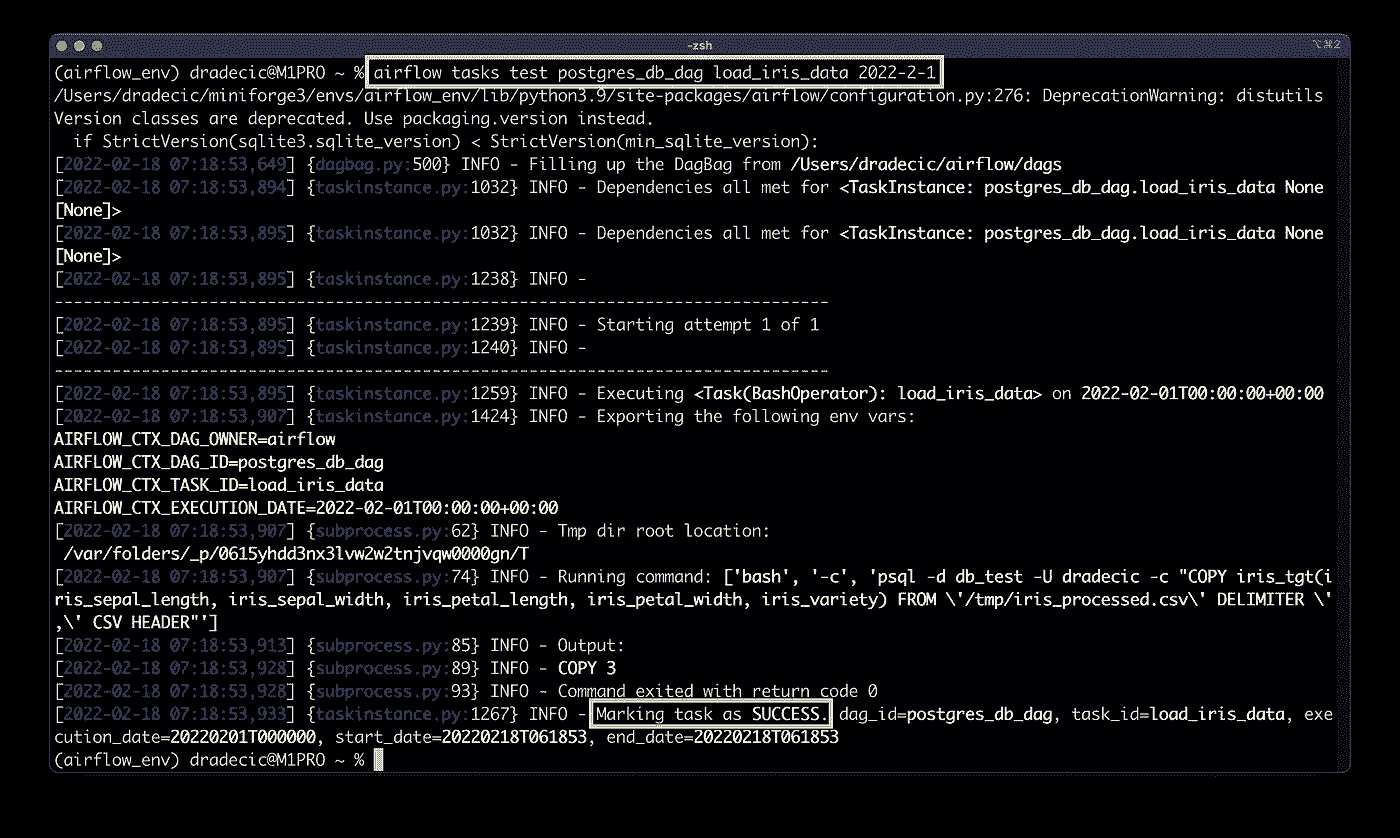 -zsh
⌥⌘2
(airflow_env) dradecic@M1PRO ~ % airflow tasks test postgres_db_dag load_iris_data 2022-2-1
/Users/dradecic/miniforge3/envs/airflow_env/lib/python3.9/site-packages/airflow/configuration.py:276: DeprecationWarning: distutils
Version classes are deprecated. Use packaging.version instead.
  if StrictVersion(sqlite3.sqlite_version) < StrictVersion(min_sqlite_version):
[2022-02-18 07:18:53,649] {dagbag.py:500} INFO - Filling up the DagBag from /Users/dradecic/airflow/dags
[2022-02-18 07:18:53,894] {taskinstance.py:1032} INFO - Dependencies all met for <TaskInstance: postgres_db_dag.load_iris_data None
[None]>
[2022-02-18 07:18:53,895] {taskinstance.py:1032} INFO - Dependencies all met for <TaskInstance: postgres_db_dag.load_iris_data None
[None]>
[2022-02-18 07:18:53,895] {taskinstance.py:1238} INFO -
--------------------------------------------------------------------------------
[2022-02-18 07:18:53,895] {taskinstance.py:1239} INFO - Starting attempt 1 of 1
[2022-02-18 07:18:53,895] {taskinstance.py:1240} INFO -
--------------------------------------------------------------------------------
[2022-02-18 07:18:53,895] {taskinstance.py:1259} INFO - Executing <Task(BashOperator): load_iris_data> on 2022-02-01T00:00:00+00:00
[2022-02-18 07:18:53,907] {taskinstance.py:1424} INFO - Exporting the following env vars:
AIRFLOW_CTX_DAG_OWNER=airflow
AIRFLOW_CTX_DAG_ID=postgres_db_dag
AIRFLOW_CTX_TASK_ID=load_iris_data
AIRFLOW_CTX_EXECUTION_DATE=2022-02-01T00:00:00+00:00
[2022-02-18 07:18:53,907] {subprocess.py:62} INFO - Tmp dir root location:
 /var/folders/_p/0615yhdd3nx3lvw2w2tnjvqw0000gn/T
[2022-02-18 07:18:53,907] {subprocess.py:74} INFO - Running command: ['bash', '-c', 'psql -d db_test -U dradecic -c "COPY iris_tgt(i
ris_sepal_length, iris_sepal_width, iris_petal_length, iris_petal_width, iris_variety) FROM \'/tmp/iris_processed.csv\' DELIMITER \'
,\' CSV HEADER"']
[2022-02-18 07:18:53,913] {subprocess.py:85} INFO - Output:
[2022-02-18 07:18:53,928] {subprocess.py:89} INFO - COPY 3
[2022-02-18 07:18:53,928] {subprocess.py:93} INFO - Command exited with return code 0
[2022-02-18 07:18:53,933] {taskinstance.py:1267} INFO - Marking task as SUCCESS. dag_id=postgres_db_dag, task_id=load_iris_data, exe
cution_date=20220201T000000, start_date=20220218T061853, end_date=20220218T061853
(airflow_env) dradecic@M1PRO ~ %